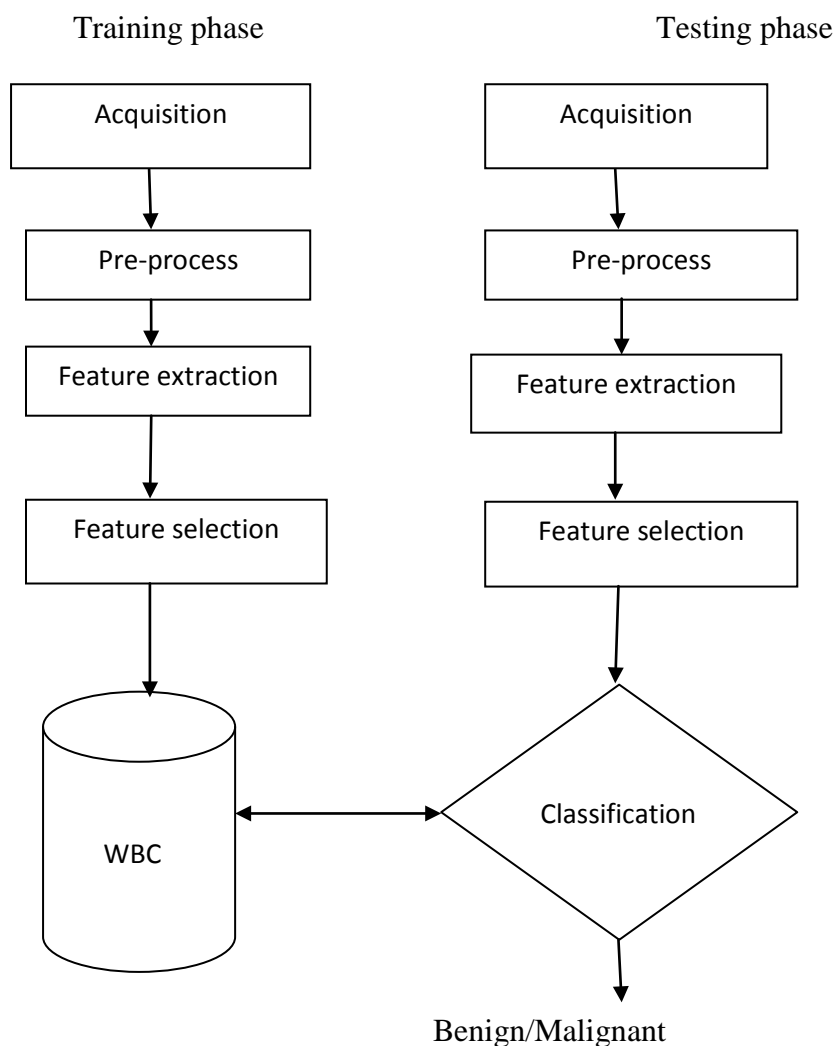 Training phase
Testing phase
Acquisition
Acquisition
Pre-process
Pre-process
Feature extraction
Feature extraction
Feature selection
Feature selection
WBC
Classification
Benign/Malignant